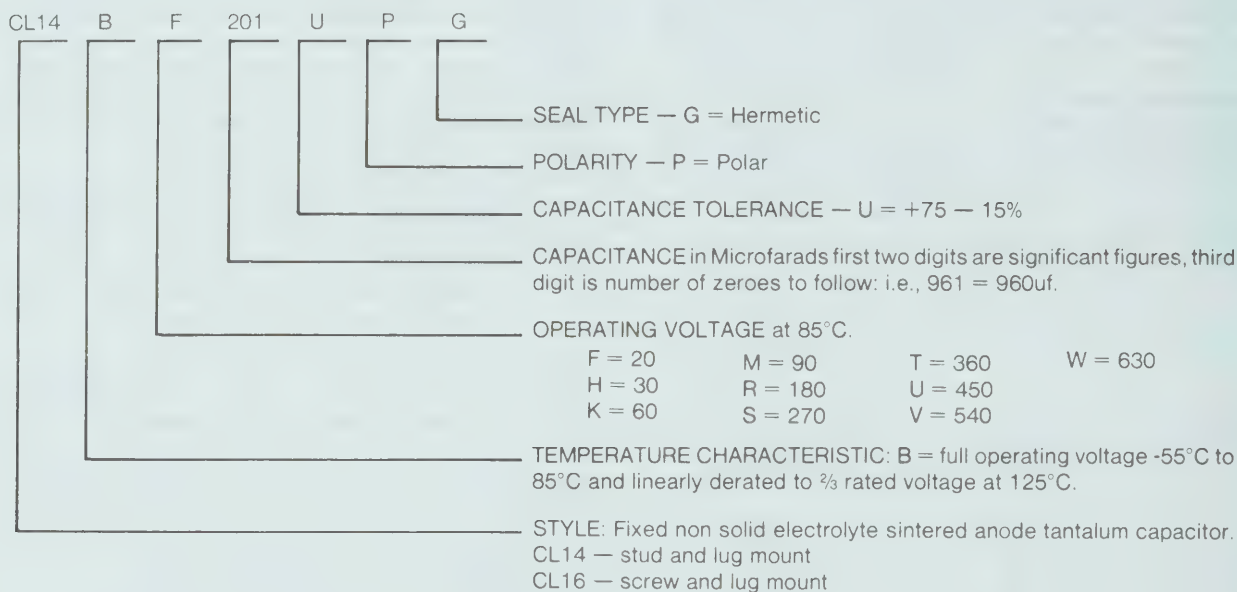 CL14 B F 201 U P G
SEAL TYPE — G = Hermetic
POLARITY — P = Polar
CAPACITANCE TOLERANCE — U = +75 — 15%
CAPACITANCE in Microfarads first two digits are significant figures, third
digit is number of zeroes to follow: i.e., 961 = 960uf.
OPERATING VOLTAGE at 85°C.
F = 20 M = 90 T = 360 W = 630
H = 30 R = 180 U = 450
K = 60 S = 270 V = 540
TEMPERATURE CHARACTERISTIC: B = full operating voltage -55°C to
85°C and linearly derated to ⅔ rated voltage at 125°C.
STYLE: Fixed non solid electrolyte sintered anode tantalum capacitor.
CL14 — stud and lug mount
CL16 — screw and lug mount